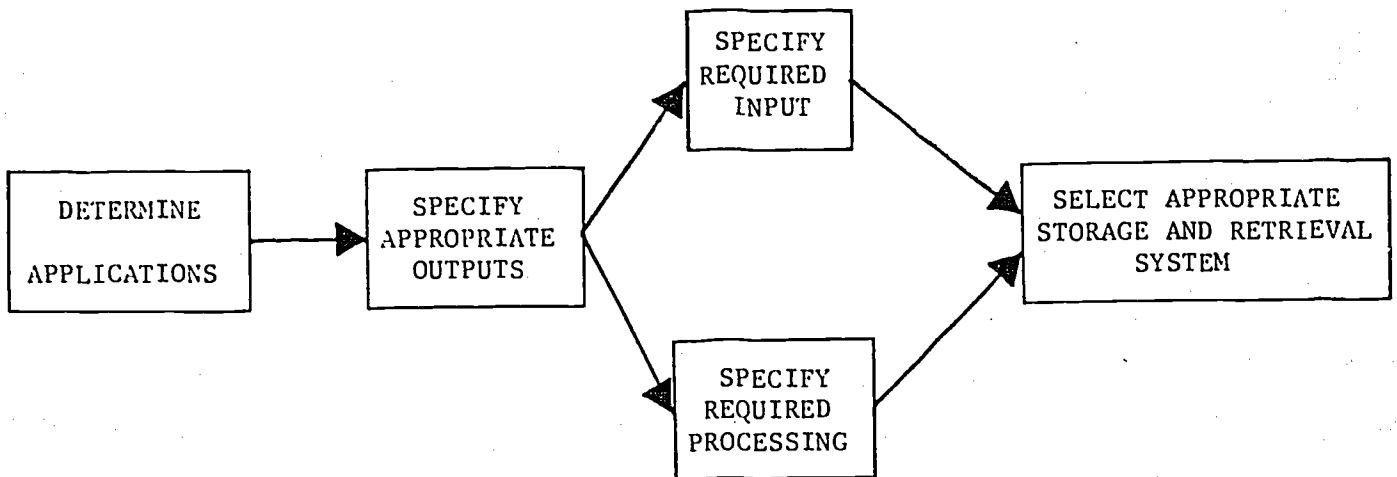 DETERMINE
APPLICATIONS
SPECIFY
APPROPRIATE
OUTPUTS
SPECIFY
REQUIRED
INPUT
SPECIFY
REQUIRED
PROCESSING
SELECT APPROPRIATE
STORAGE AND RETRIEVAL
SYSTEM